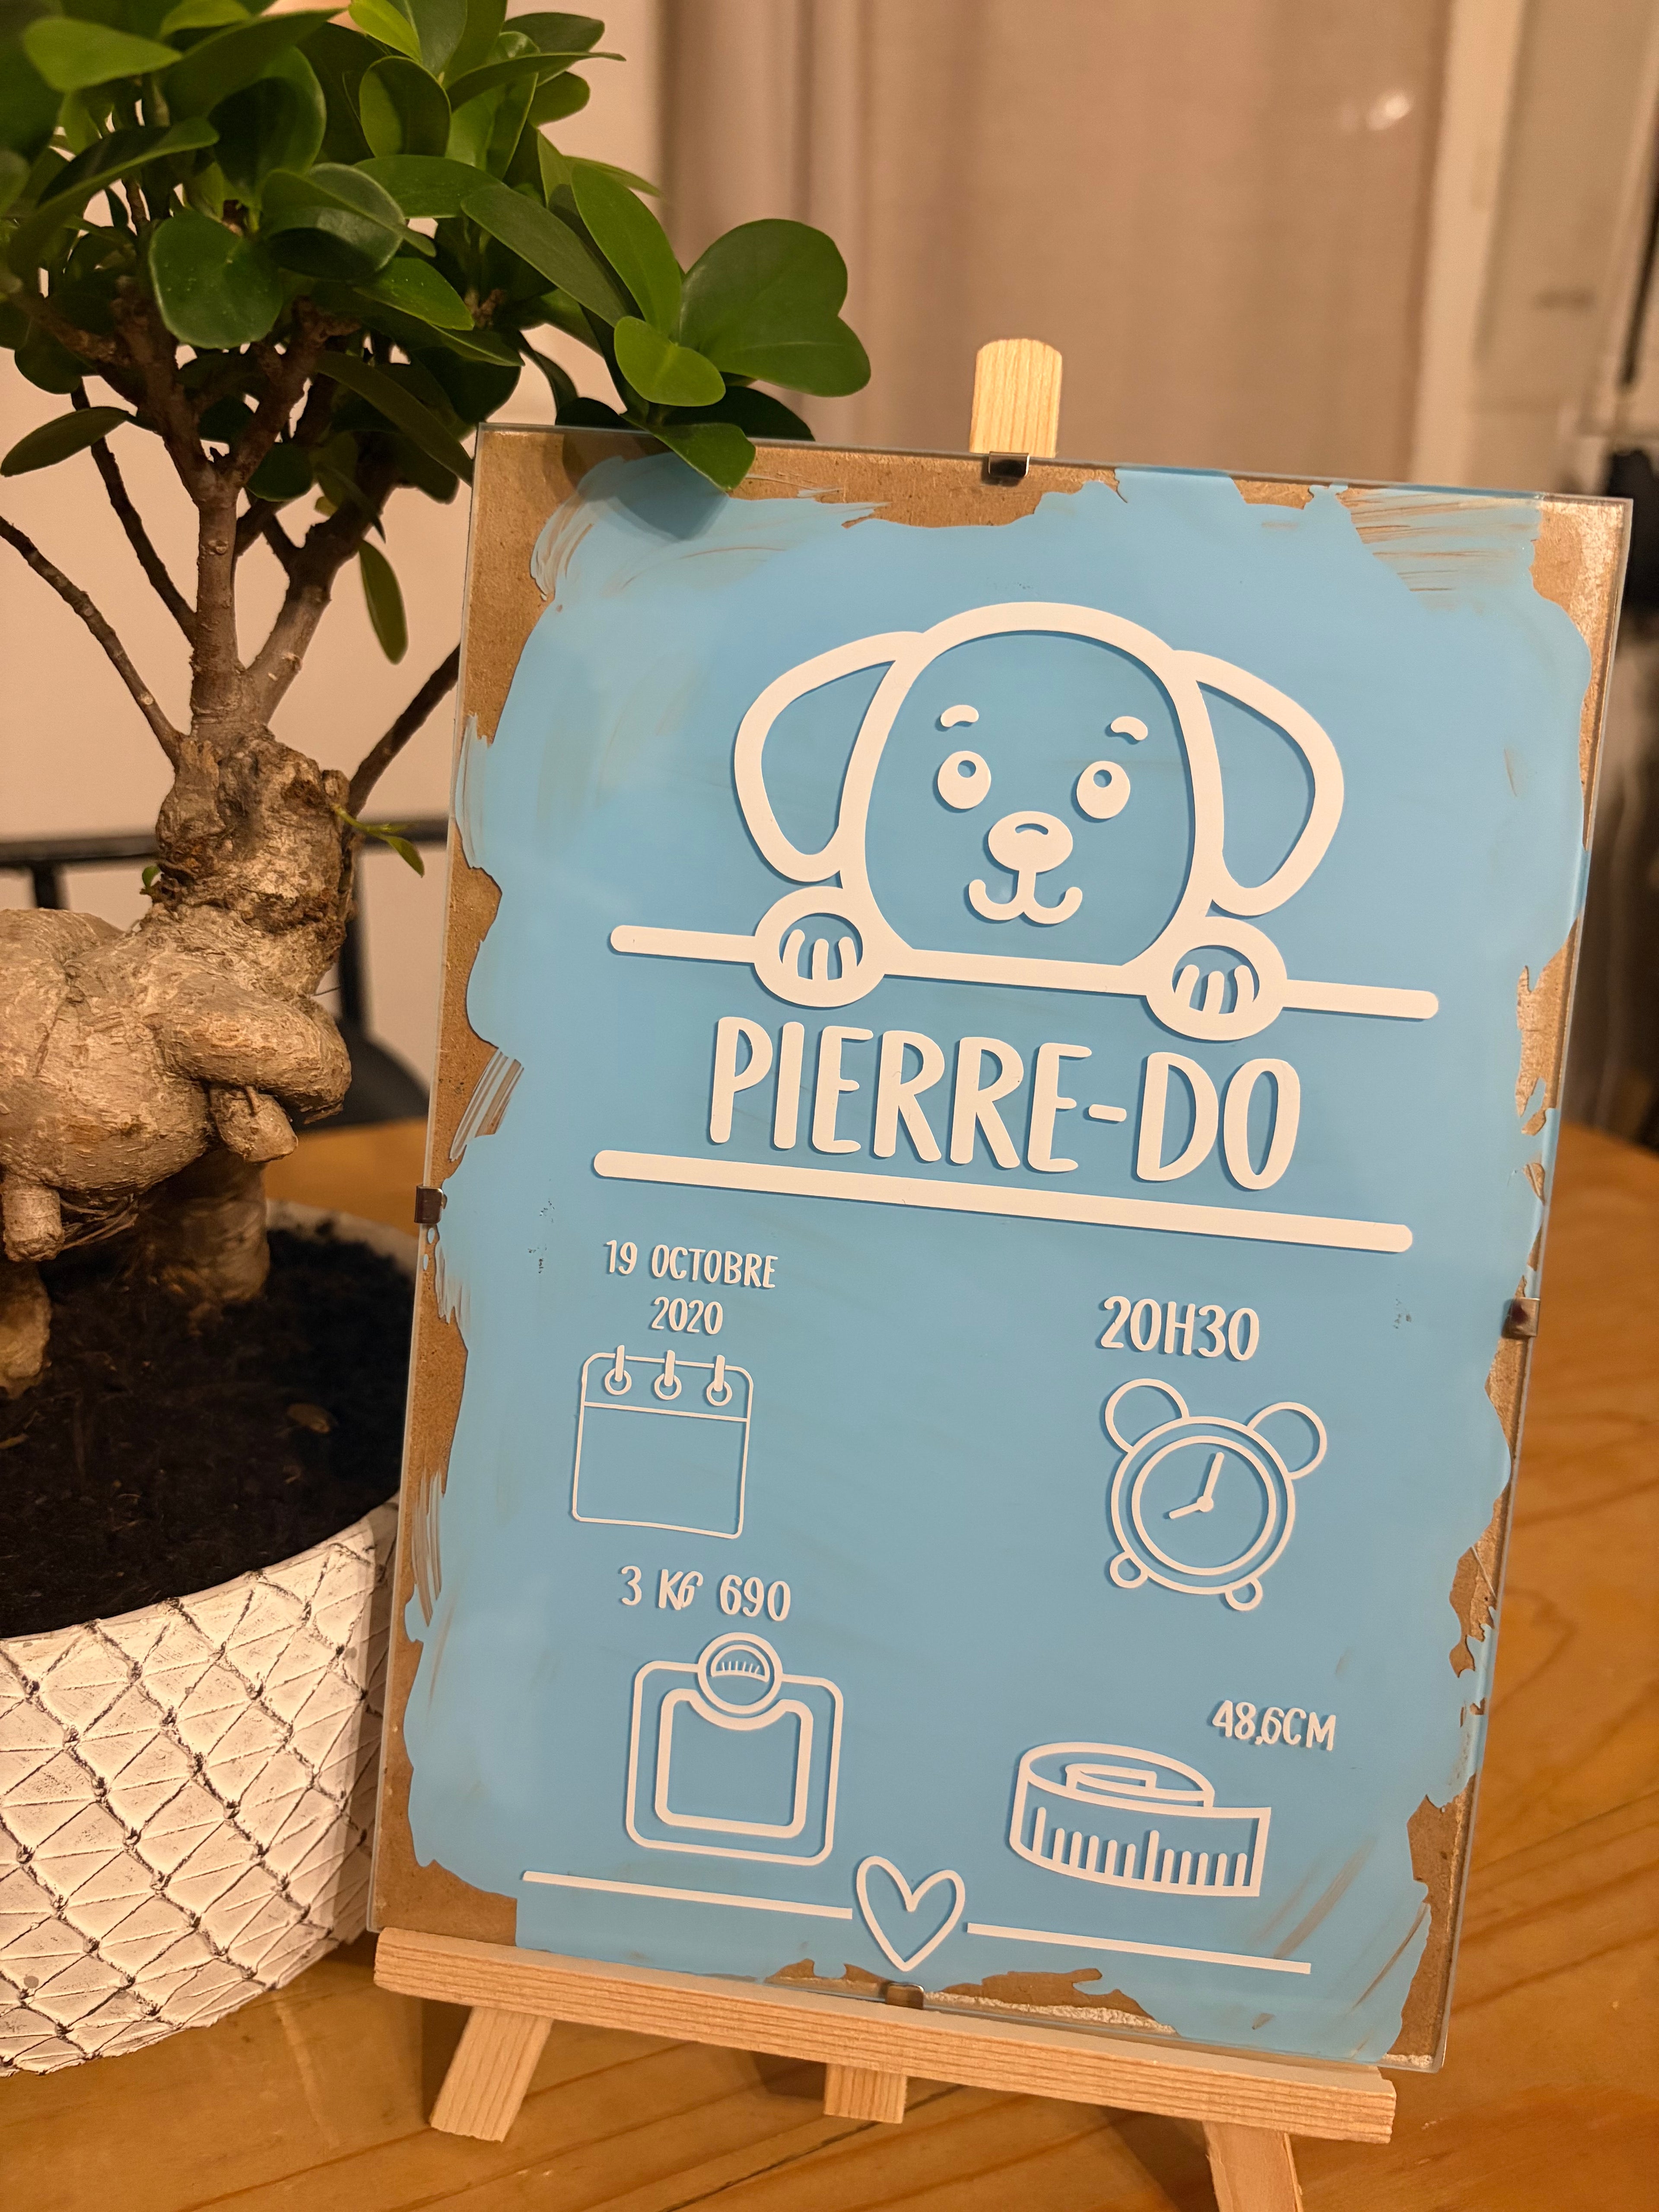 PIERRE-DO
19 OCTOBRE
2020
20H30
3 KG 690
48,6CM